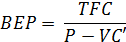 BEP = TFC / (P − VC′)